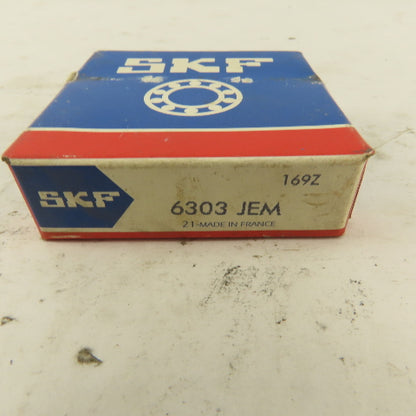 SKF
169Z
SKF
6303 JEM
21-MADE IN FRANCE